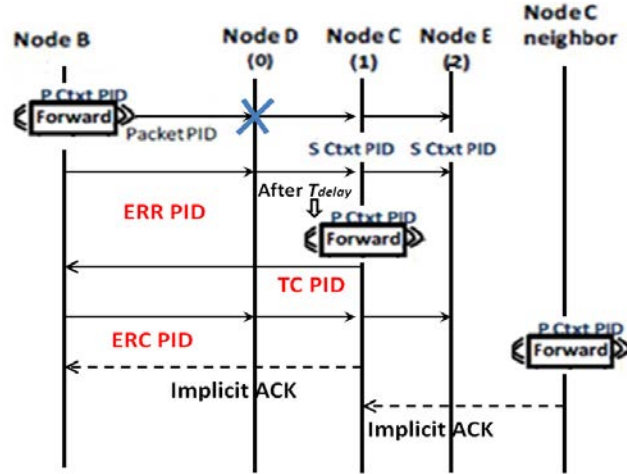 Node B
Node D
(0)
Node C
(1)
Node E
(2)
Node C
neighbor
P Ctxt PID
Forward
Packet PID
S Ctxt PID
S Ctxt PID
After Tdelay
ERR PID
P Ctxt PID
Forward
TC PID
ERC PID
P Ctxt PID
Forward
Implicit ACK
Implicit ACK